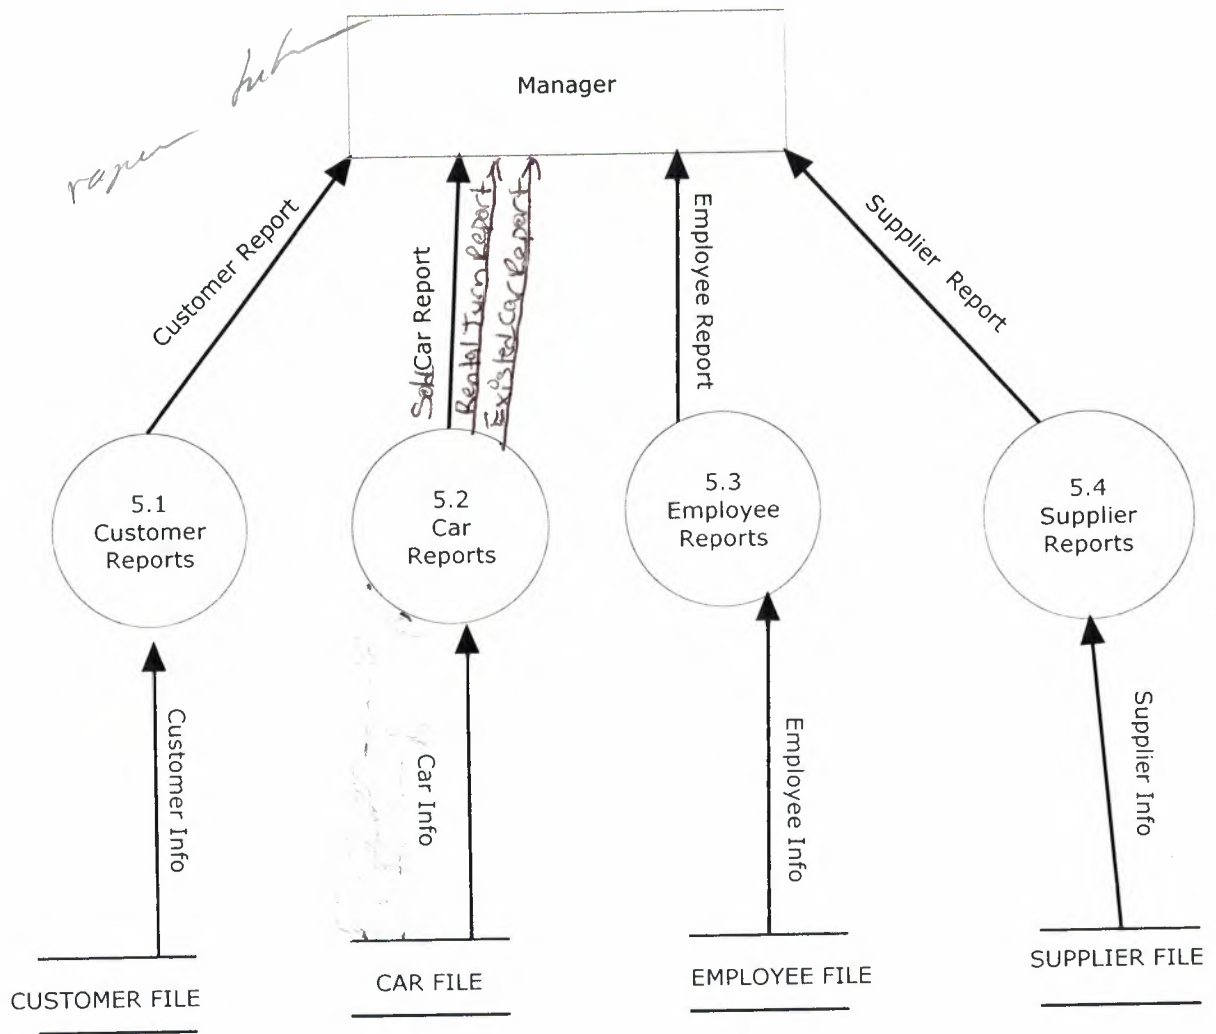 Manager
Customer Report
Car Report
Rental Turn Report
Existed Car Report
Employee Report
Supplier Report
5.1
Customer
Reports
5.2
Car
Reports
5.3
Employee
Reports
5.4
Supplier
Reports
Customer Info
Car Info
Employee Info
Supplier Info
CUSTOMER FILE
CAR FILE
EMPLOYEE FILE
SUPPLIER FILE